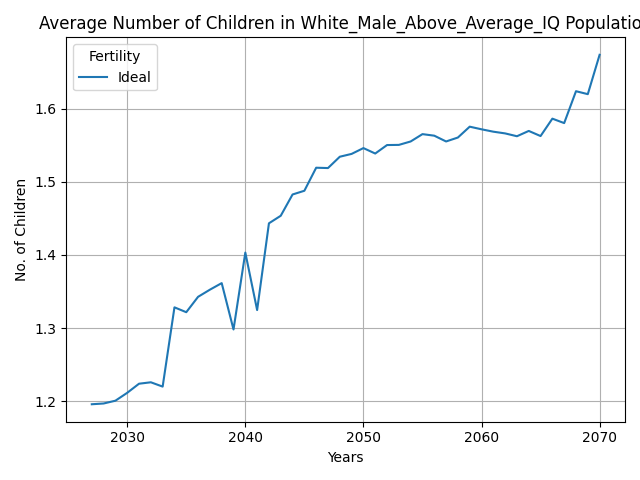 Average Number of Children in White_Male_Above_Average_IQ Populatio
Fertility
Ideal
No. of Children
1.6
1.5
1.4
1.3
1.2
2030 2040 2050 2060 2070
Years